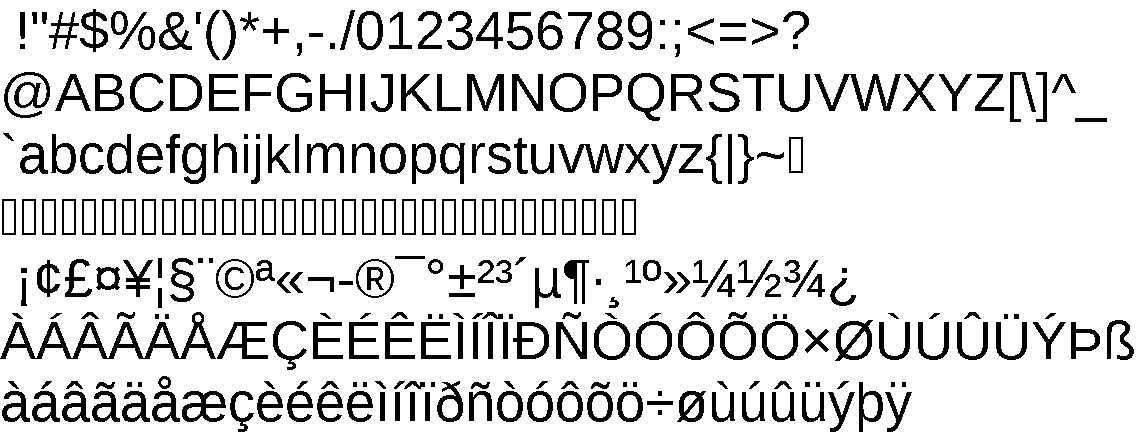 !"#$%&'()*+,-./0123456789:;<=>?
@ABCDEFGHIJKLMNOPQRSTUVWXYZ[\]^_
`abcdefghijklmnopqrstuvwxyz{|}~▯
▯▯▯▯▯▯▯▯▯▯▯▯▯▯▯▯▯▯▯▯▯▯▯▯▯▯▯▯▯▯▯▯
¡¢£¤¥¦§¨©ª«¬-®¯°±²³´µ¶·¸¹º»¼½¾¿
ÀÁÂÃÄÅÆÇÈÉÊËÌÍÎÏÐÑÒÓÔÕÖ×ØÙÚÛÜÝÞß
àáâãäåæçèéêëìíîïðñòóôõö÷øùúûüýþÿ